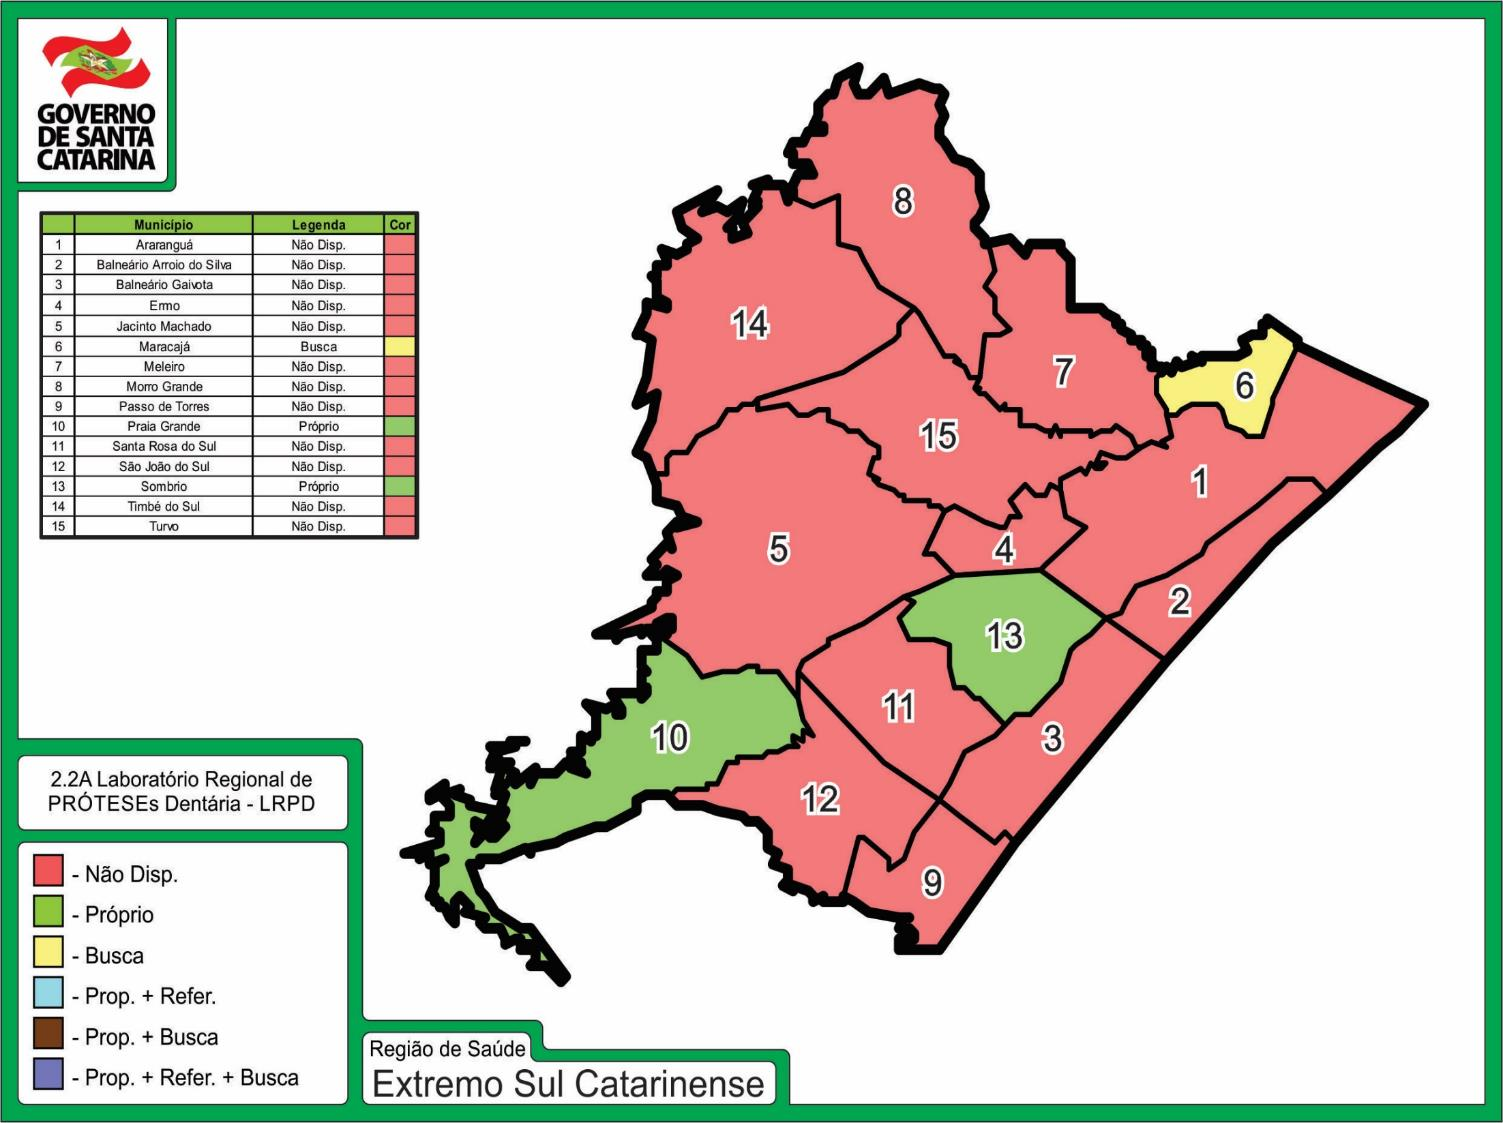 GOVERNO
DE SANTA
CATARINA
Município Legenda Cor
1 Araranguá Não Disp.
2 Balneário Arroio do Silva Não Disp.
3 Balneário Gaivota Não Disp.
4 Ermo Não Disp.
5 Jacinto Machado Não Disp.
6 Maracajá Busca
7 Meleiro Não Disp.
8 Morro Grande Não Disp.
9 Passo de Torres Não Disp.
10 Praia Grande Próprio
11 Santa Rosa do Sul Não Disp.
12 São João do Sul Não Disp.
13 Sombrio Próprio
14 Timbé do Sul Não Disp.
15 Turvo Não Disp.
8
14
7
6
15
1
5
4
2
13
11
10
3
12
9
2.2A Laboratório Regional de
PRÓTESEs Dentária - LRPD
- Não Disp.
- Próprio
- Busca
- Prop. + Refer.
- Prop. + Busca
- Prop. + Refer. + Busca
Região de Saúde
Extremo Sul Catarinense